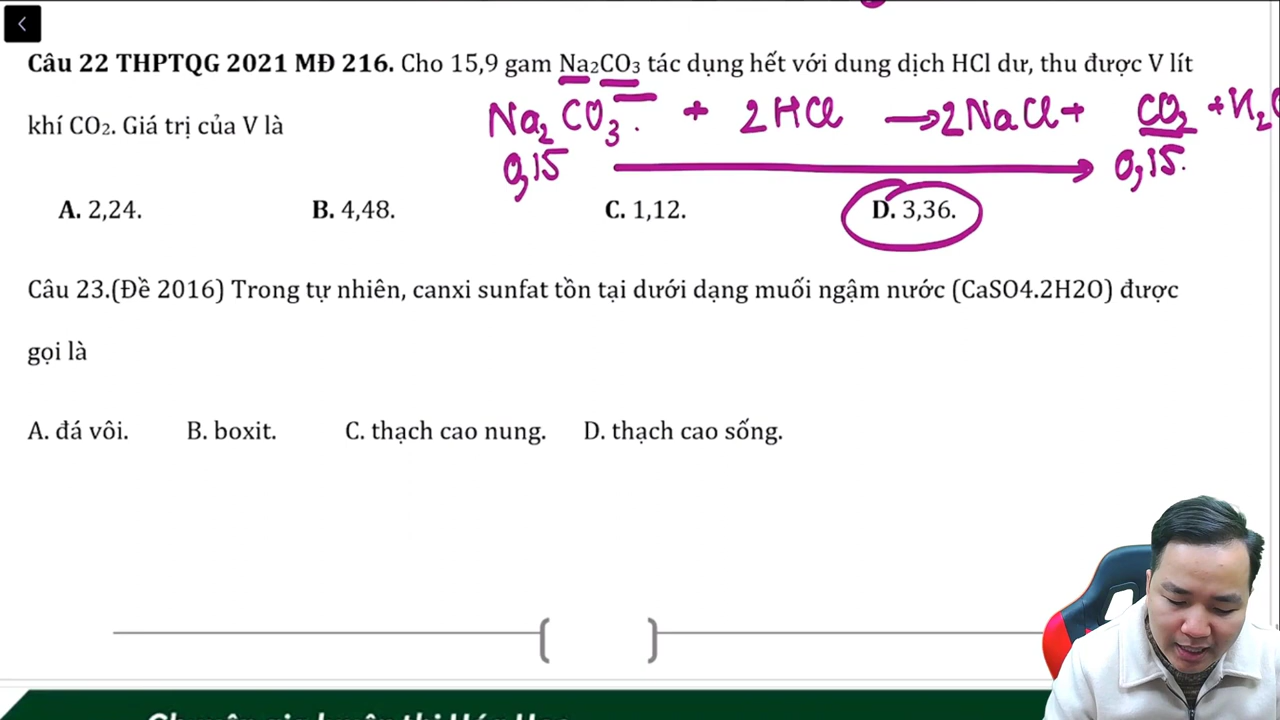 Câu 22 THPTQG 2021 MĐ 216. Cho 15,9 gam Na₂CO₃ tác dụng hết với dung dịch HCl dư, thu được V lít
Na₂CO₃ + 2HCl → 2NaCl + CO₂ + H₂O
khí CO₂. Giá trị của V là
0,15 → 0,15.
A. 2,24. B. 4,48. C. 1,12. D. 3,36.
Câu 23.(Đề 2016) Trong tự nhiên, canxi sunfat tồn tại dưới dạng muối ngậm nước (CaSO4.2H2O) được
gọi là
A. đá vôi. B. boxit. C. thạch cao nung. D. thạch cao sống.